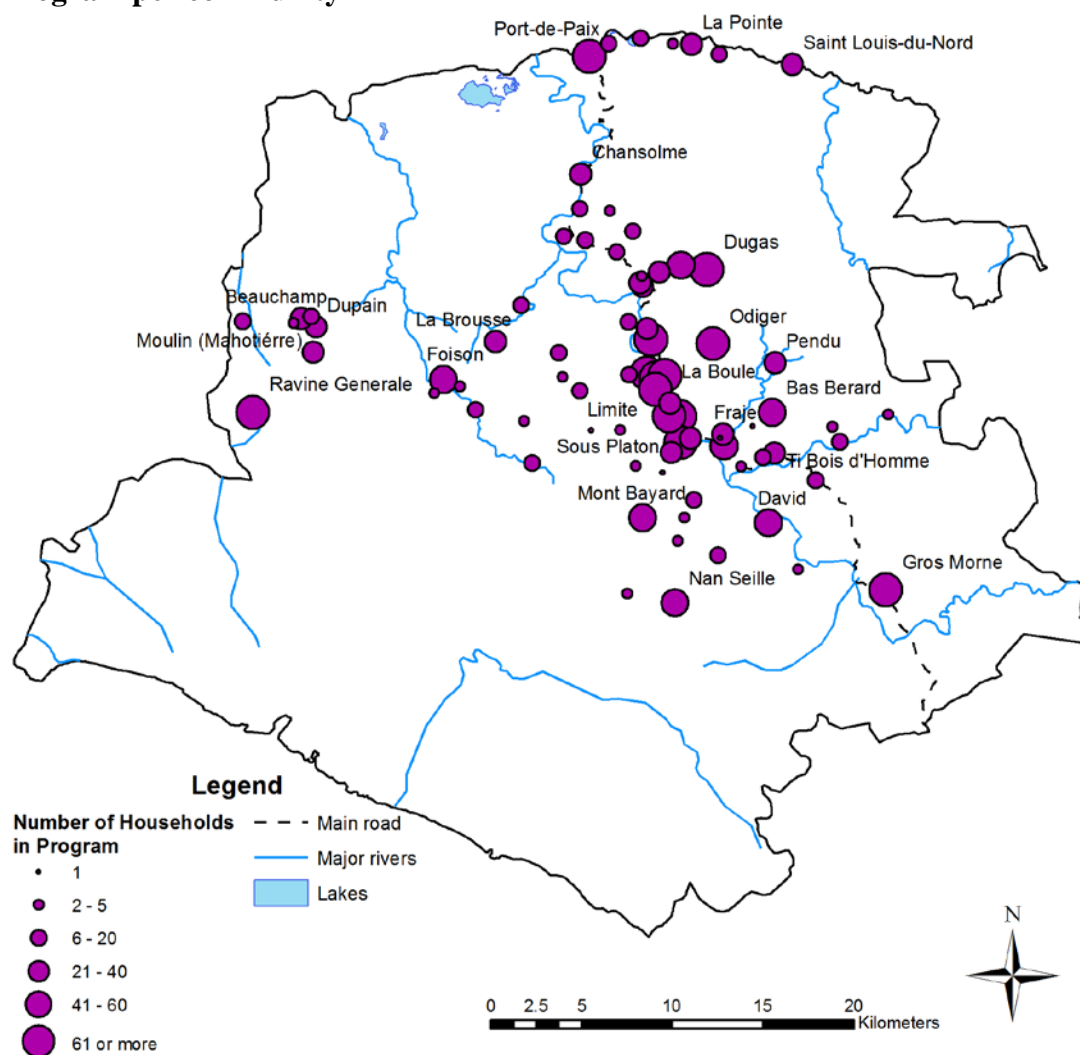 Port-de-Paix
La Pointe
Saint Louis-du-Nord
Chansolme
Dugas
Beauchamp
Dupain
La Brousse
Odiger
Moulin (Mahotiérre)
Pendu
Foison
La Boule
Ravine Generale
Bas Berard
Limite
Fraie
Sous Platon
Ti Bois d'Homme
Mont Bayard
David
Nan Seille
Gros Morne
Legend
Number of Households
in Program
1
2 - 5
6 - 20
21 - 40
41 - 60
61 or more
Main road
Major rivers
Lakes
N
0 2.5 5 10 15 20
Kilometers